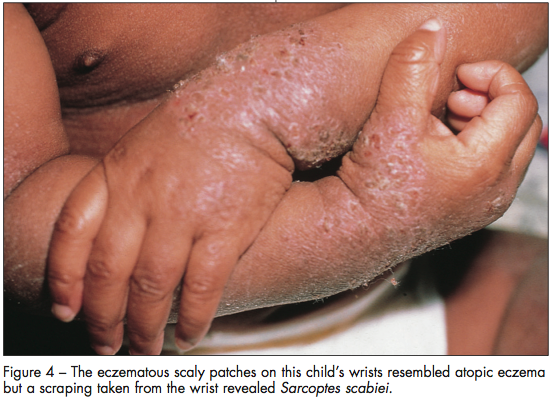 Figure 4 – The eczematous scaly patches on this child's wrists resembled atopic eczema
but a scraping taken from the wrist revealed Sarcoptes scabiei.